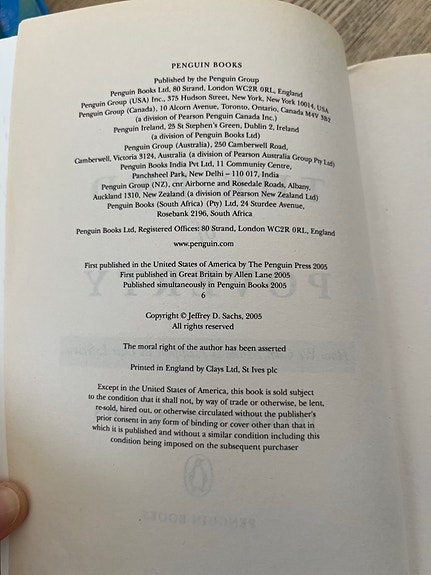 PENGUIN BOOKS
Published by the Penguin Group
Penguin Books Ltd, 80 Strand, London WC2R 0RL, England
Penguin Group (USA) Inc., 375 Hudson Street, New York, New York 10014, USA
Penguin Group (Canada), 10 Alcorn Avenue, Toronto, Ontario, Canada M4V 3B2
(a division of Pearson Penguin Canada Inc.)
Penguin Ireland, 25 St Stephen's Green, Dublin 2, Ireland
(a division of Penguin Books Ltd)
Penguin Group (Australia), 250 Camberwell Road,
Camberwell, Victoria 3124, Australia (a division of Pearson Australia Group Pty Ltd)
Penguin Books India Pvt Ltd, 11 Community Centre,
Panchsheel Park, New Delhi – 110 017, India
Penguin Group (NZ), cnr Airborne and Rosedale Roads, Albany,
Auckland 1310, New Zealand (a division of Pearson New Zealand Ltd)
Penguin Books (South Africa) (Pty) Ltd, 24 Sturdee Avenue,
Rosebank 2196, South Africa
Penguin Books Ltd, Registered Offices: 80 Strand, London WC2R 0RL, England
www.penguin.com
First published in the United States of America by The Penguin Press 2005
First published in Great Britain by Allen Lane 2005
Published simultaneously in Penguin Books 2005
6
Copyright © Jeffrey D. Sachs, 2005
All rights reserved
The moral right of the author has been asserted
Printed in England by Clays Ltd, St Ives plc
Except in the United States of America, this book is sold subject
to the condition that it shall not, by way of trade or otherwise, be lent,
re-sold, hired out, or otherwise circulated without the publisher's
prior consent in any form of binding or cover other than that in
which it is published and without a similar condition including this
condition being imposed on the subsequent purchaser
POVERTY
PENGUIN BOOKS